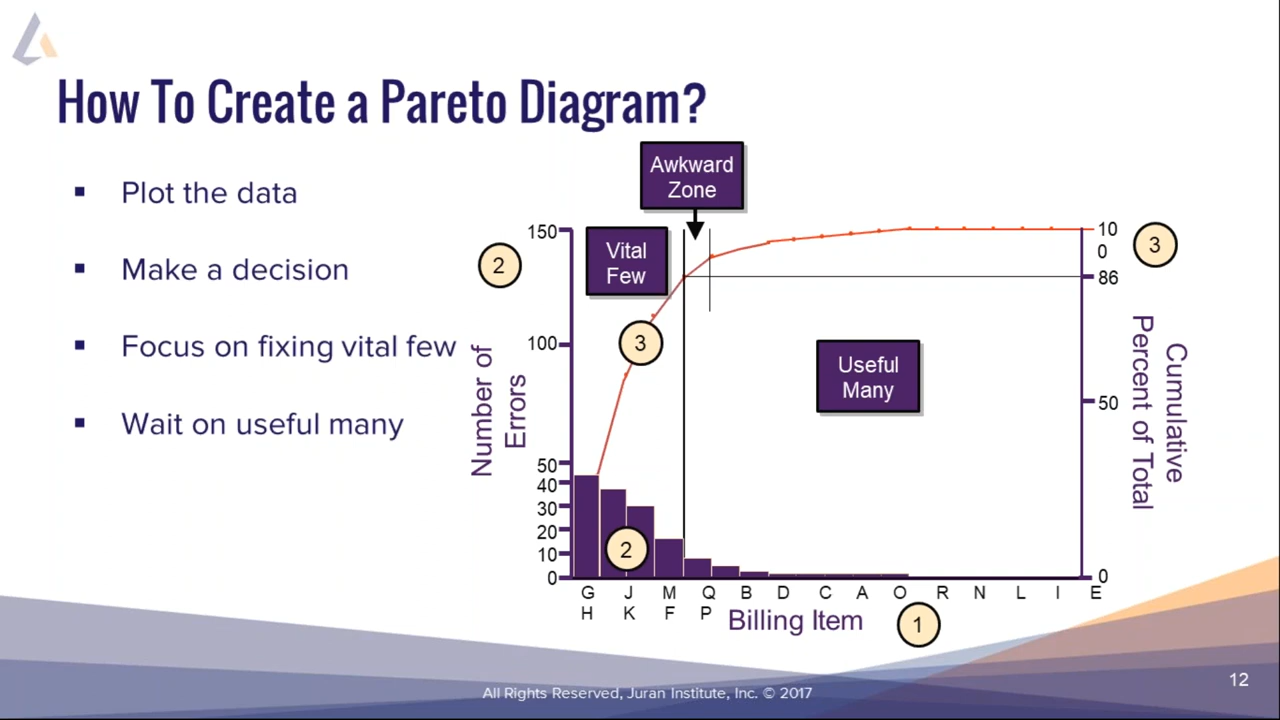 How To Create a Pareto Diagram?
Plot the data
Make a decision
Focus on fixing vital few
Wait on useful many
Awkward
Zone
Vital
Few
Useful
Many
2
3
3
2
1
150
100
50
40
30
20
10
0
Number of
Errors
10
0
86
50
0
Cumulative
Percent of Total
G J M Q B D C A O R N L I E
H K F P
Billing Item
All Rights Reserved, Juran Institute, Inc. © 2017
12